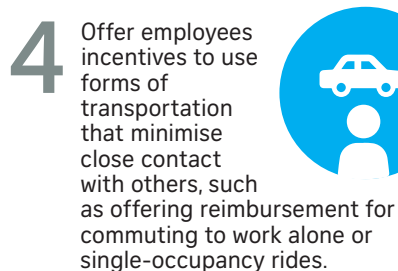 4
Offer employees
incentives to use
forms of
transportation
that minimise
close contact
with others, such
as offering reimbursement for
commuting to work alone or
single-occupancy rides.